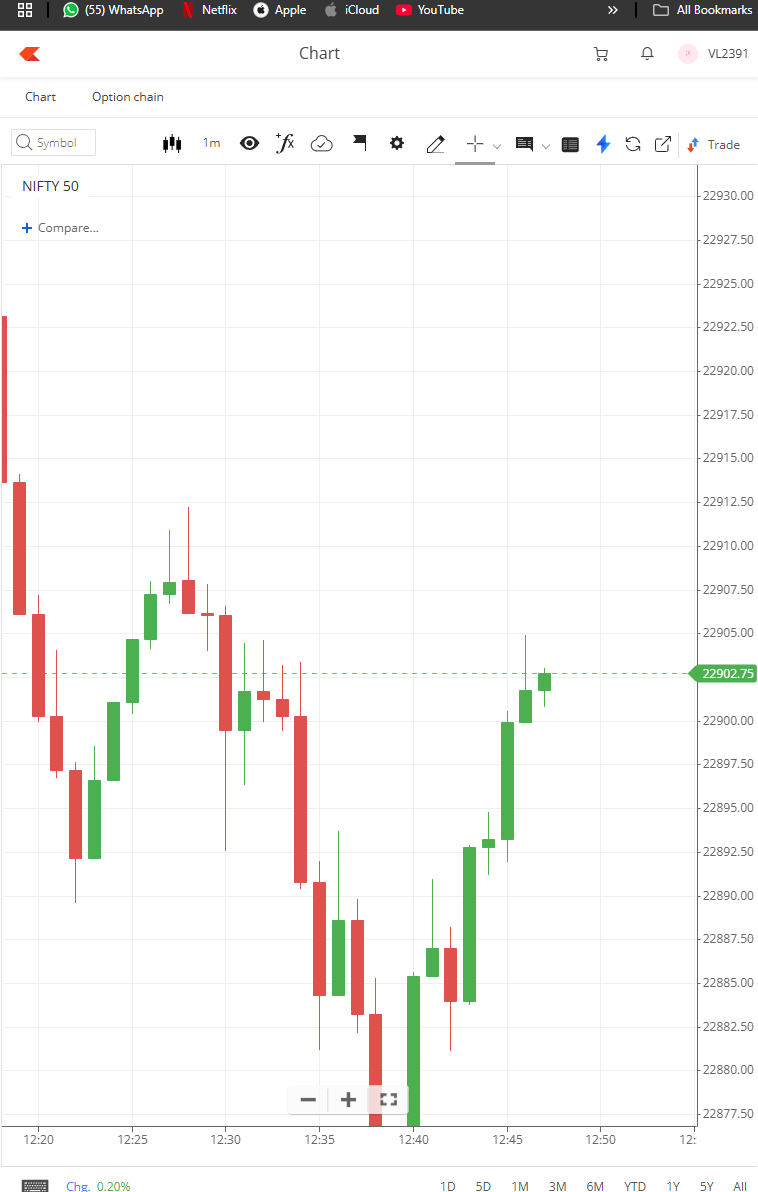 (55) WhatsApp Netflix Apple iCloud YouTube » All Bookmarks
Chart VL2391
Chart Option chain
Symbol 1m +ƒx Trade
NIFTY 50
+ Compare...
22930.00
22927.50
22925.00
22922.50
22920.00
22917.50
22915.00
22912.50
22910.00
22907.50
22905.00
22902.75
22900.00
22897.50
22895.00
22892.50
22890.00
22887.50
22885.00
22882.50
22880.00
22877.50
12:20 12:25 12:30 12:35 12:40 12:45 12:50 12:
Chg. 0.20% 1D 5D 1M 3M 6M YTD 1Y 5Y All